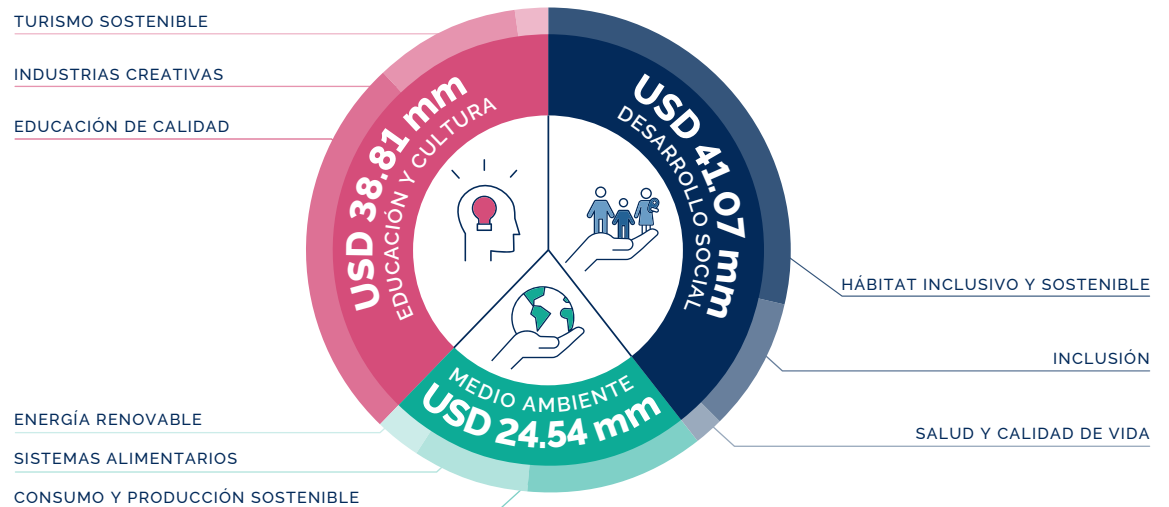 TURISMO SOSTENIBLE
INDUSTRIAS CREATIVAS
EDUCACIÓN DE CALIDAD
USD 38.81 mm
EDUCACIÓN Y CULTURA
USD 41.07 mm
DESARROLLO SOCIAL
HÁBITAT INCLUSIVO Y SOSTENIBLE
INCLUSIÓN
SALUD Y CALIDAD DE VIDA
MEDIO AMBIENTE
USD 24.54 mm
ENERGÍA RENOVABLE
SISTEMAS ALIMENTARIOS
CONSUMO Y PRODUCCIÓN SOSTENIBLE